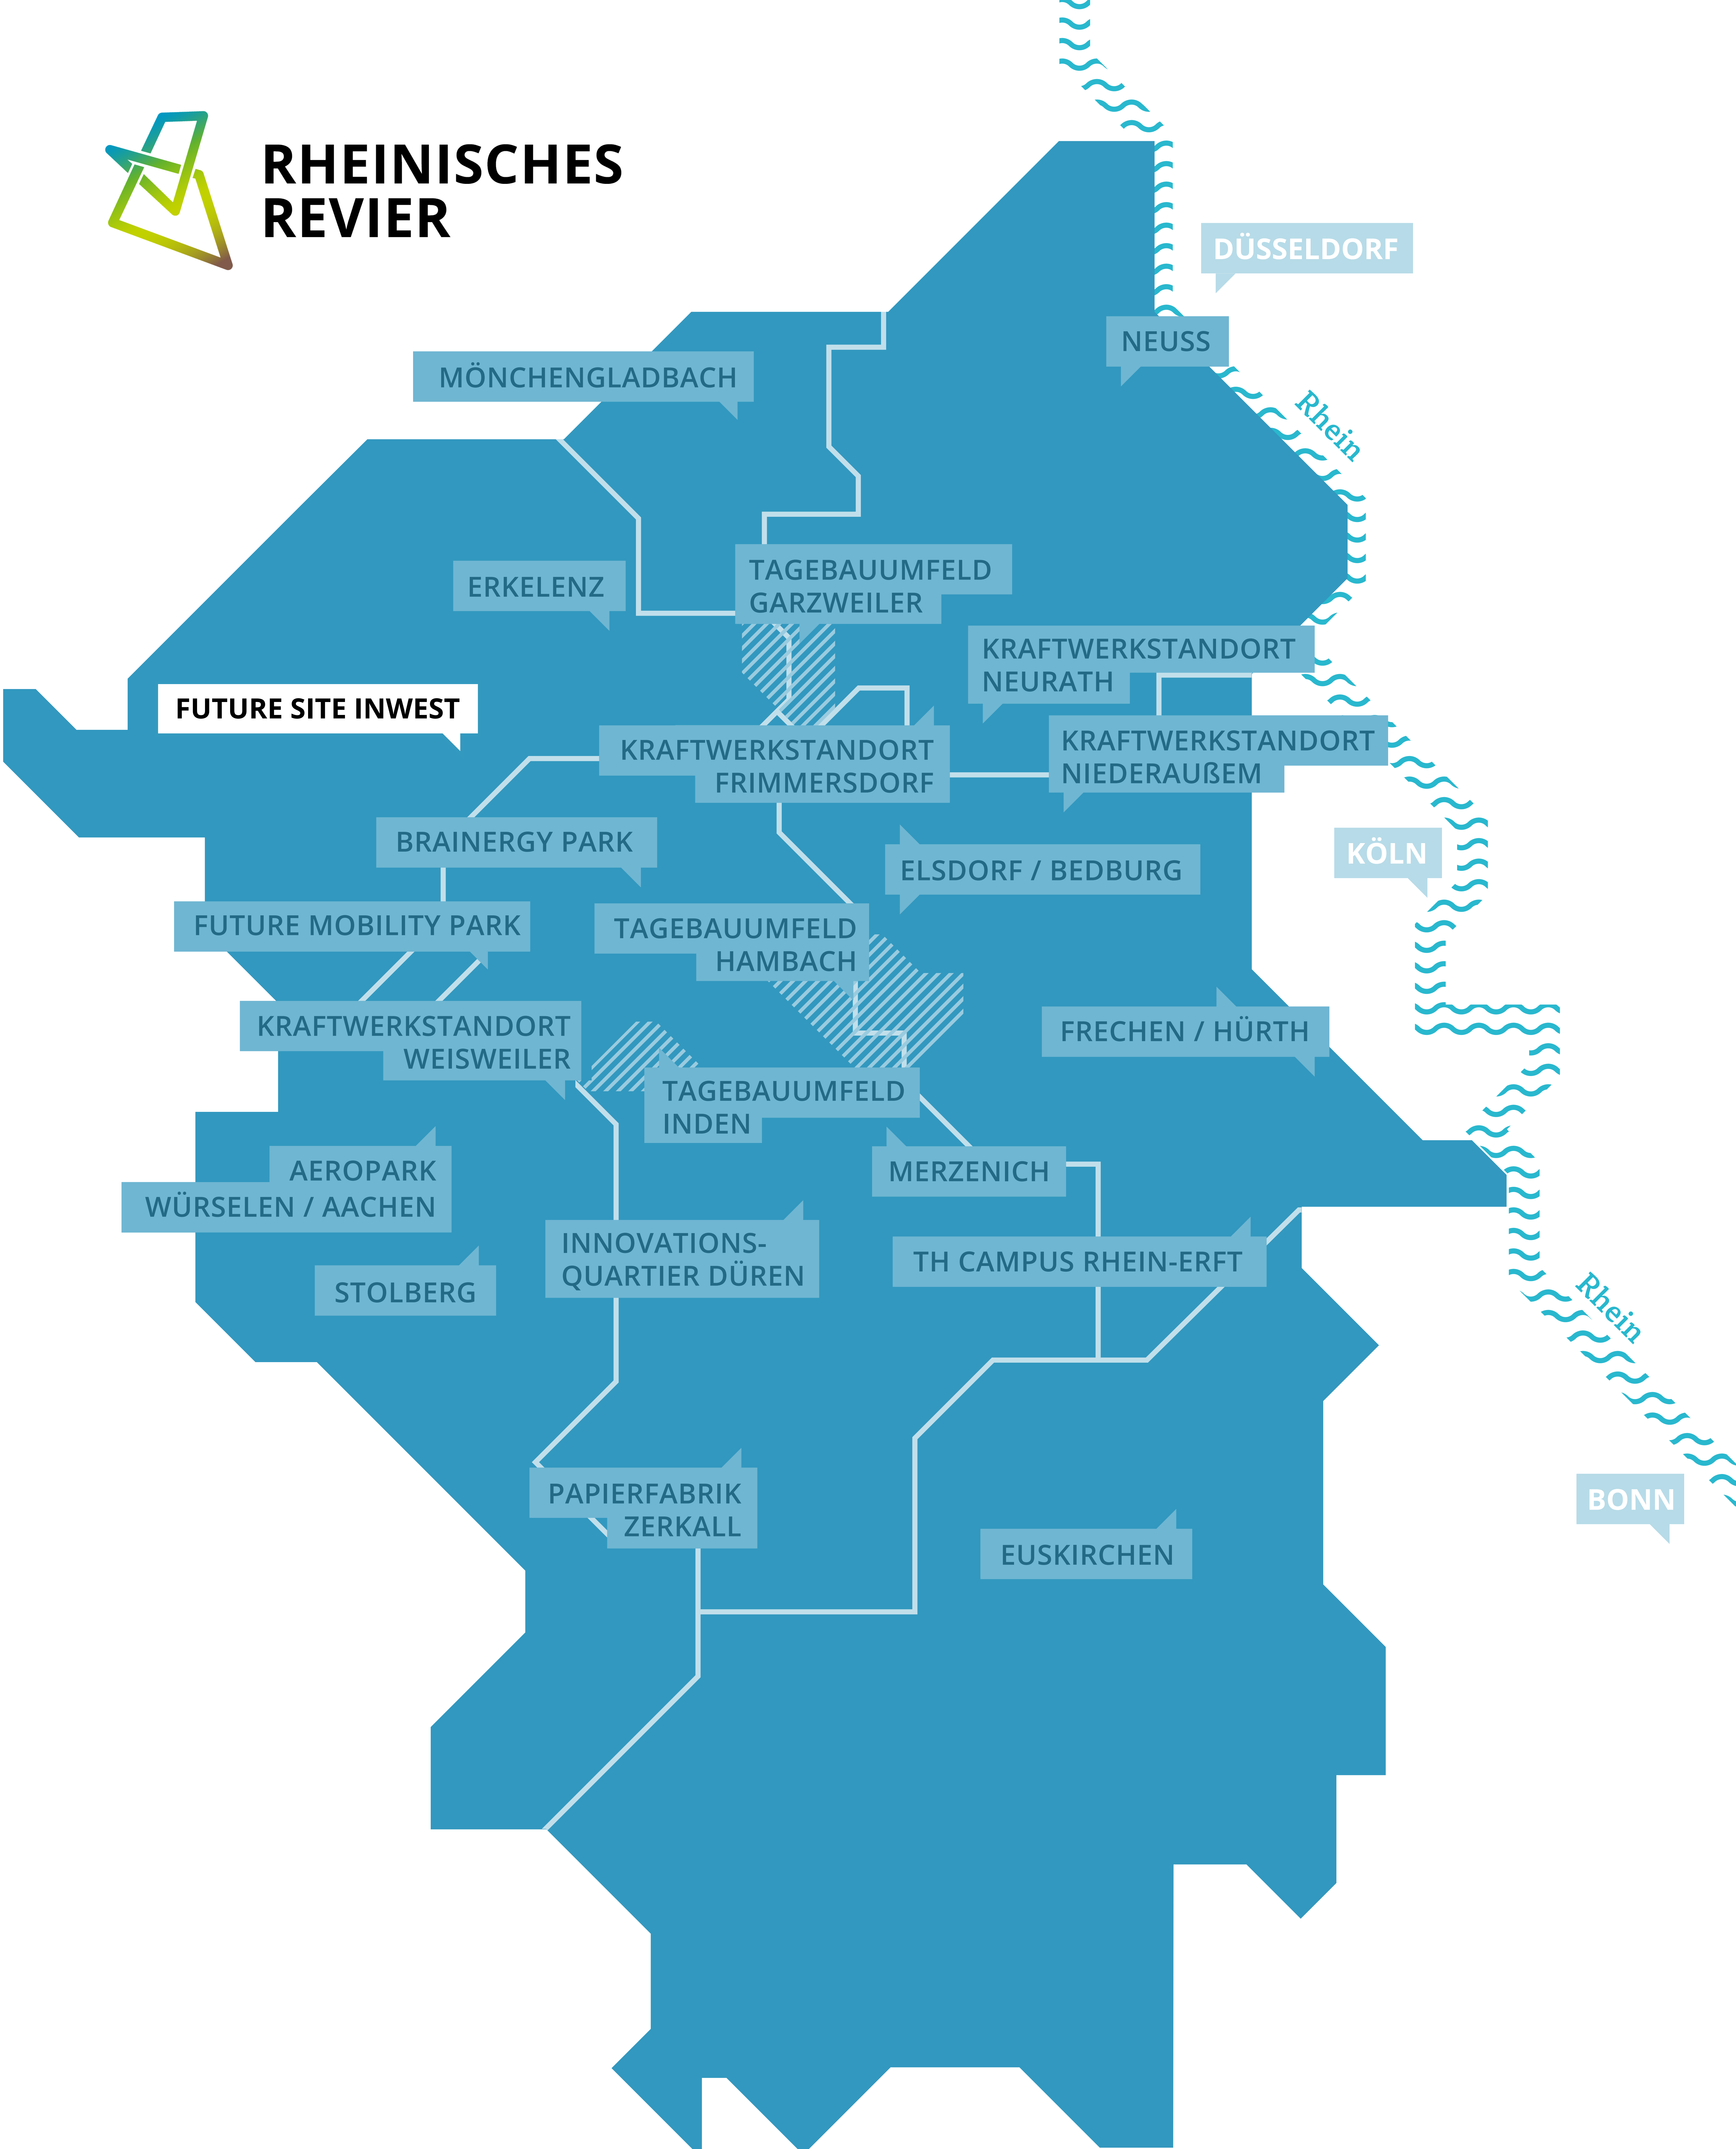 RHEINISCHES
REVIER
DÜSSELDORF
NEUSS
MÖNCHENGLADBACH
Rhein
TAGEBAUUMFELD
GARZWEILER
ERKELENZ
KRAFTWERKSTANDORT
NEURATH
FUTURE SITE INWEST
KRAFTWERKSTANDORT
FRIMMERSDORF
KRAFTWERKSTANDORT
NIEDERAUßEM
BRAINERGY PARK
KÖLN
ELSDORF / BEDBURG
FUTURE MOBILITY PARK
TAGEBAUUMFELD
HAMBACH
KRAFTWERKSTANDORT
WEISWEILER
FRECHEN / HÜRTH
TAGEBAUUMFELD
INDEN
AEROPARK
WÜRSELEN / AACHEN
MERZENICH
INNOVATIONS-
QUARTIER DÜREN
TH CAMPUS RHEIN-ERFT
STOLBERG
Rhein
PAPIERFABRIK
ZERKALL
BONN
EUSKIRCHEN